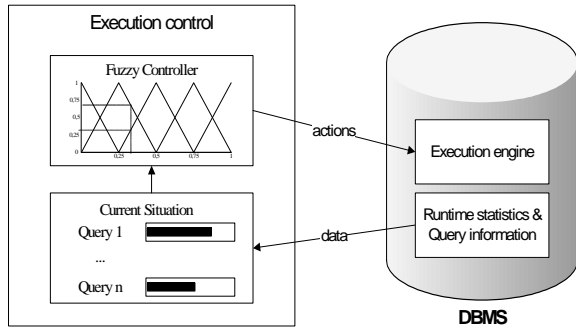 Execution control
Fuzzy Controller
1
0,75
0,5
0,25
0
0,25
0,5
0,75
1
actions
Execution engine
Current Situation
Query 1
...
Query n
data
Runtime statistics &
Query information
DBMS